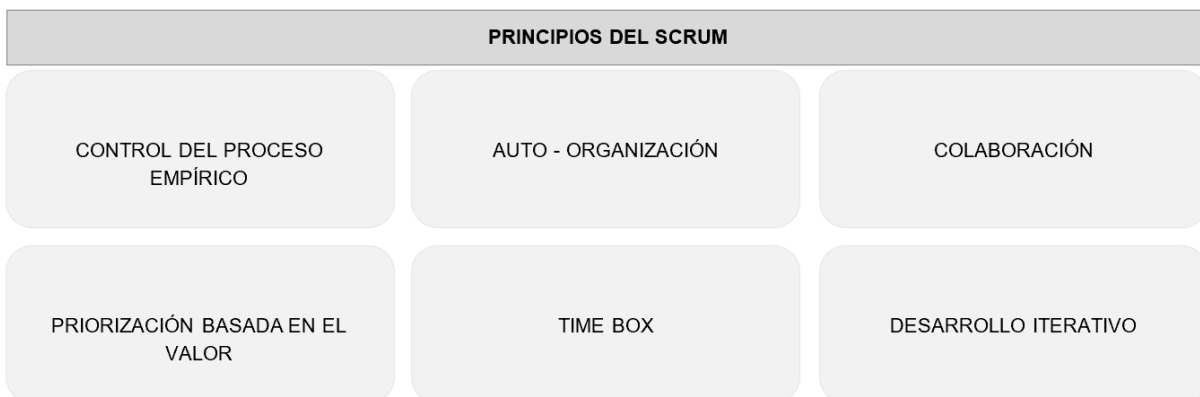 PRINCIPIOS DEL SCRUM
CONTROL DEL PROCESO
EMPÍRICO
AUTO - ORGANIZACIÓN
COLABORACIÓN
PRIORIZACIÓN BASADA EN EL
VALOR
TIME BOX
DESARROLLO ITERATIVO